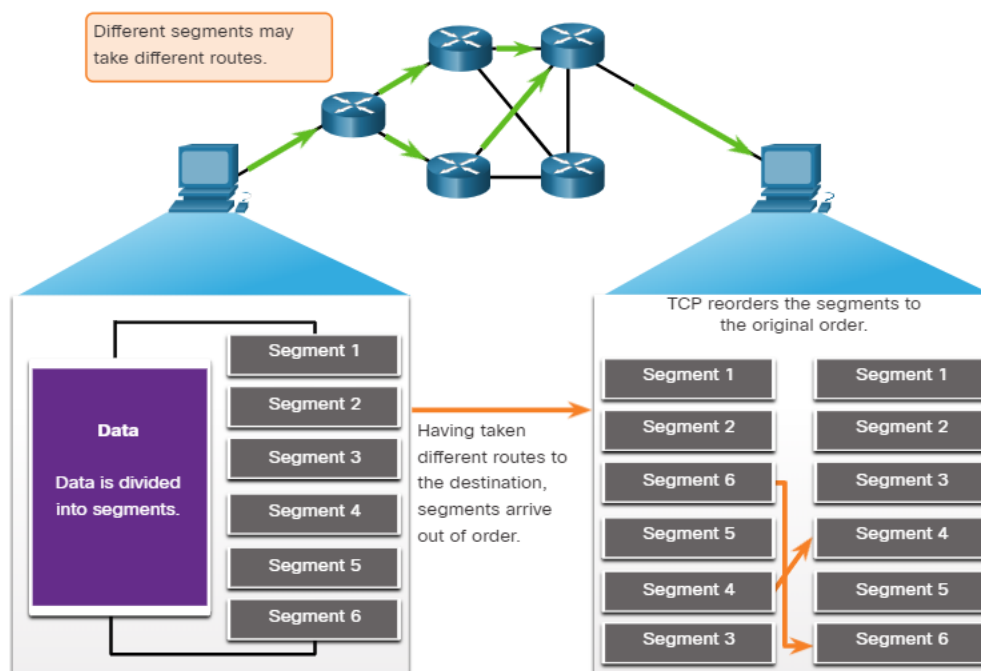 Different segments may
take different routes.
Data
Data is divided
into segments.
Segment 1
Segment 2
Segment 3
Segment 4
Segment 5
Segment 6
Having taken
different routes to
the destination,
segments arrive
out of order.
TCP reorders the segments to
the original order.
Segment 1
Segment 2
Segment 6
Segment 5
Segment 4
Segment 3
Segment 1
Segment 2
Segment 3
Segment 4
Segment 5
Segment 6